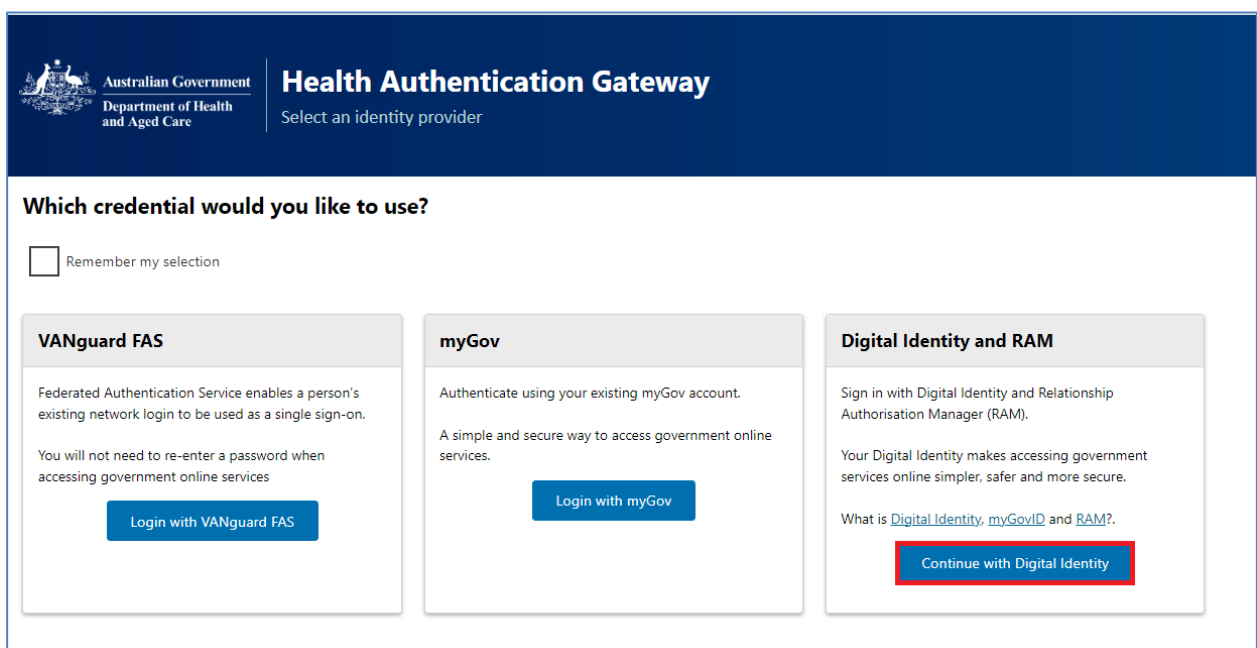 Australian Government
Department of Health
and Aged Care
Health Authentication Gateway
Select an identity provider
Which credential would you like to use?
Remember my selection
VANguard FAS
Federated Authentication Service enables a person's
existing network login to be used as a single sign-on.
You will not need to re-enter a password when
accessing government online services
Login with VANguard FAS
myGov
Authenticate using your existing myGov account.
A simple and secure way to access government online
services.
Login with myGov
Digital Identity and RAM
Sign in with Digital Identity and Relationship
Authorisation Manager (RAM).
Your Digital Identity makes accessing government
services online simpler, safer and more secure.
What is Digital Identity, myGovID and RAM?.
Continue with Digital Identity